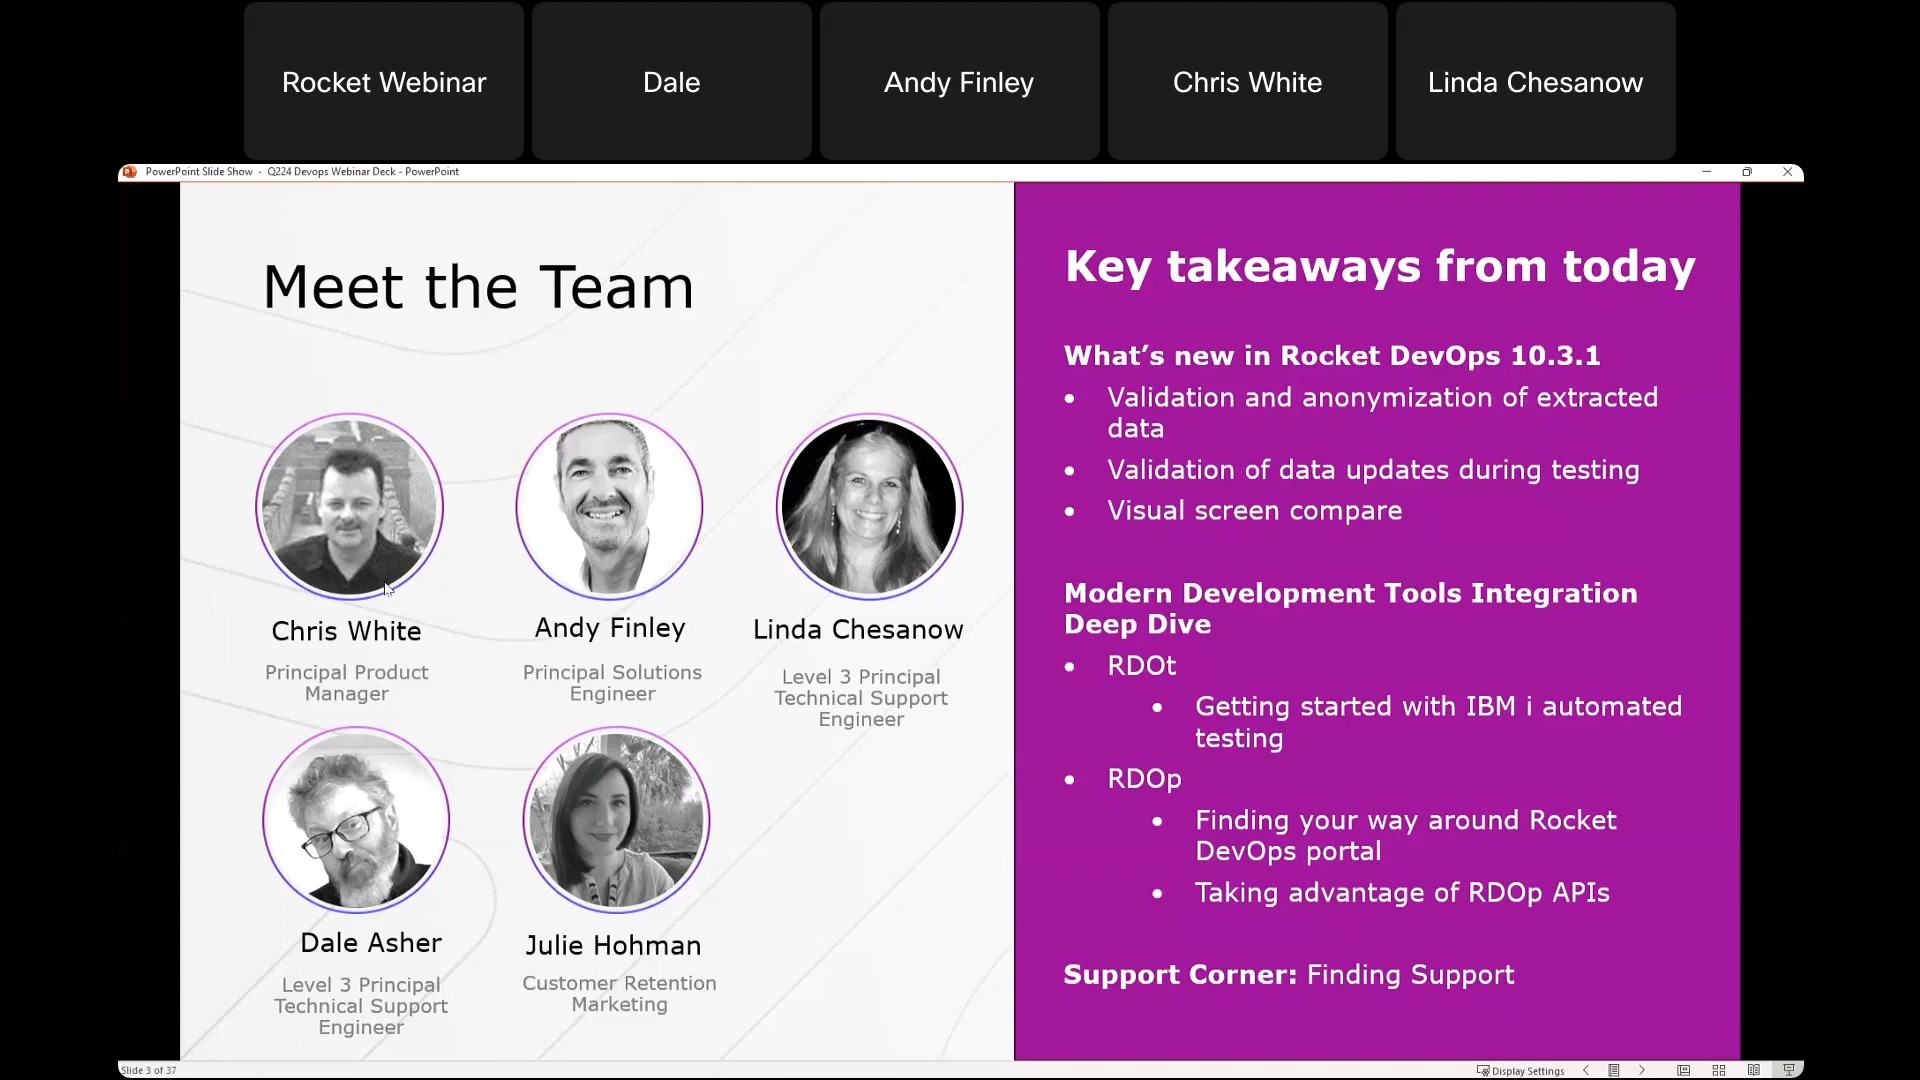 Rocket Webinar
Dale
Andy Finley
Chris White
Linda Chesanow
PowerPoint Slide Show - Q224 Devops Webinar Deck - PowerPoint
Meet the Team
Chris White
Principal Product
Manager
Andy Finley
Principal Solutions
Engineer
Linda Chesanow
Level 3 Principal
Technical Support
Engineer
Dale Asher
Level 3 Principal
Technical Support
Engineer
Julie Hohman
Customer Retention
Marketing
Key takeaways from today
What’s new in Rocket DevOps 10.3.1
• Validation and anonymization of extracted
data
• Validation of data updates during testing
• Visual screen compare
Modern Development Tools Integration
Deep Dive
• RDOt
• Getting started with IBM i automated
testing
• RDOp
• Finding your way around Rocket
DevOps portal
• Taking advantage of RDOp APIs
Support Corner: Finding Support
Slide 3 of 37
Display Settings